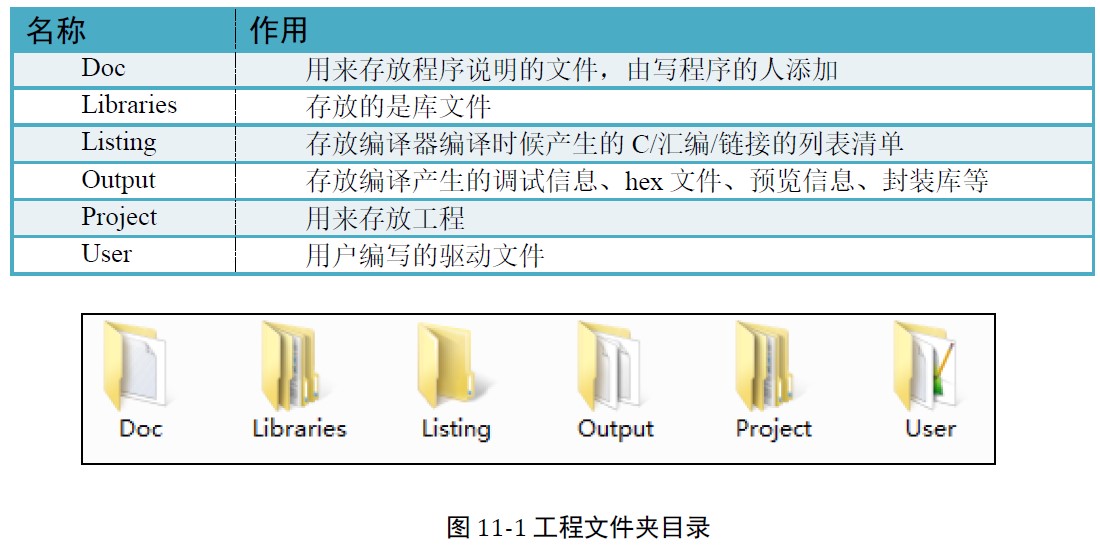 名称 作用
Doc 用来存放程序说明的文件，由写程序的人添加
Libraries 存放的是库文件
Listing 存放编译器编译时候产生的 C/汇编/链接的列表清单
Output 存放编译产生的调试信息、hex 文件、预览信息、封装库等
Project 用来存放工程
User 用户编写的驱动文件
Doc Libraries Listing Output Project User
图 11-1 工程文件夹目录